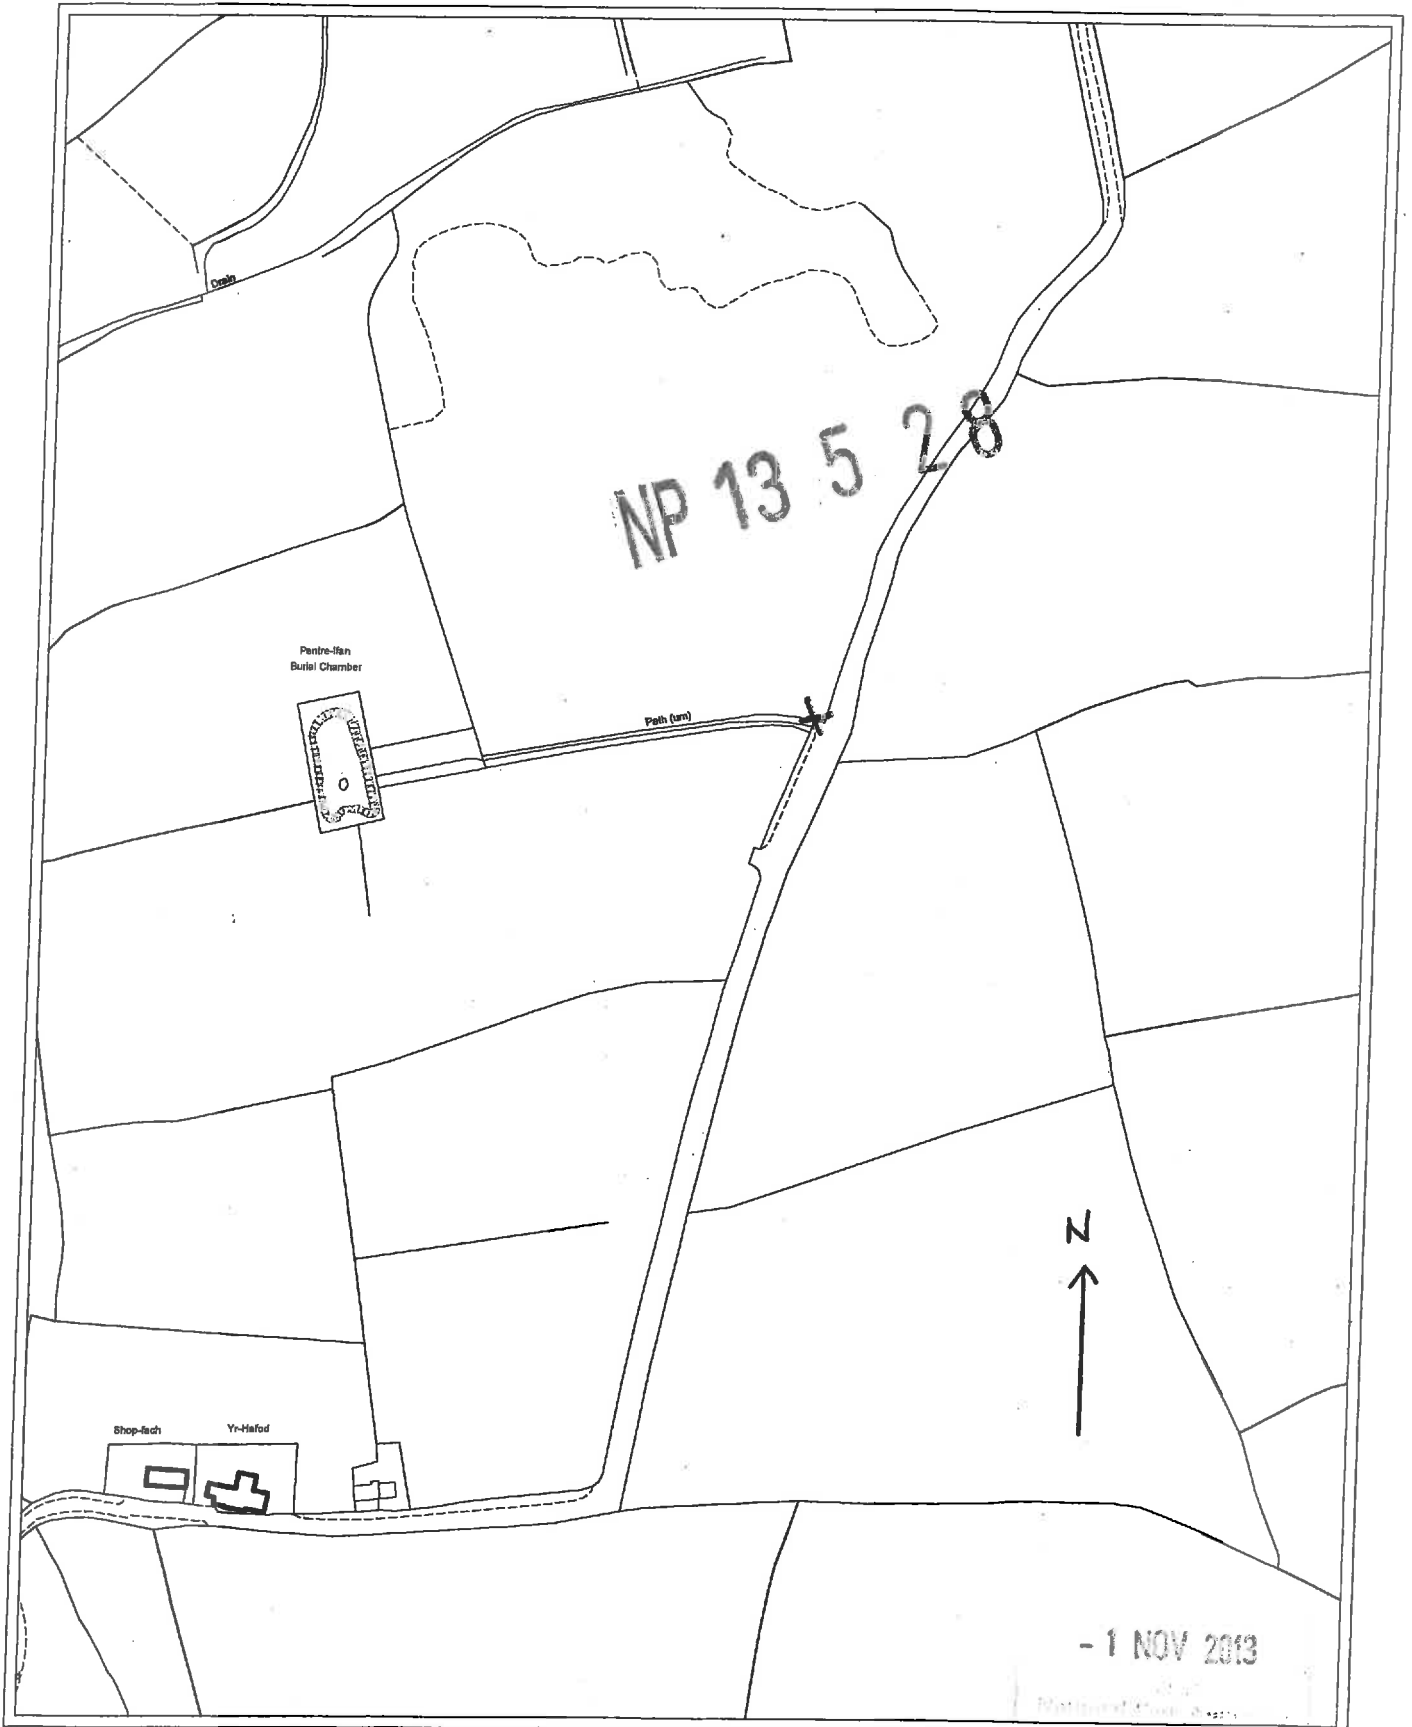 Drain
NP 13 5 28
Pentre-Ifan
Burial Chamber
Path (um)
N
Shop-fach
Yr-Hafod
- 1 NOV 2013